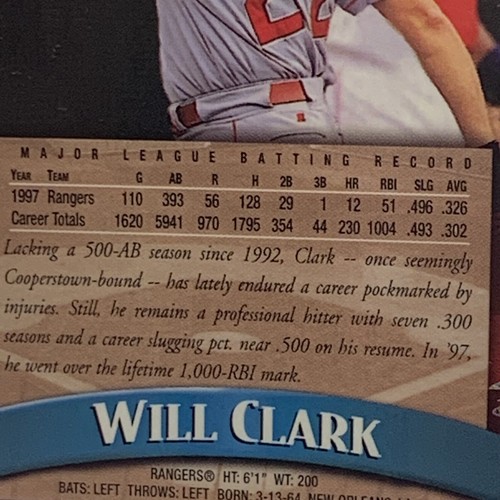 22
MAJOR LEAGUE BATTING RECORD
YEAR TEAM G AB R H 2B 3B HR RBI SLG AVG
1997 Rangers 110 393 56 128 29 1 12 51 .496 .326
Career Totals 1620 5941 970 1795 354 44 230 1004 .493 .302
Lacking a 500-AB season since 1992, Clark -- once seemingly
Cooperstown-bound -- has lately endured a career pockmarked by
injuries. Still, he remains a professional hitter with seven .300
seasons and a career slugging pct. near .500 on his resume. In '97,
he went over the lifetime 1,000-RBI mark.
WILL CLARK
RANGERS® HT: 6'1" WT: 200
BATS: LEFT THROWS: LEFT BORN: 3-13-64 NEW ORLEANS